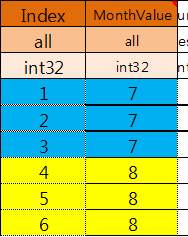 Index MonthValue
all all
int32 int32
1 7
2 7
3 7
4 8
5 8
6 8